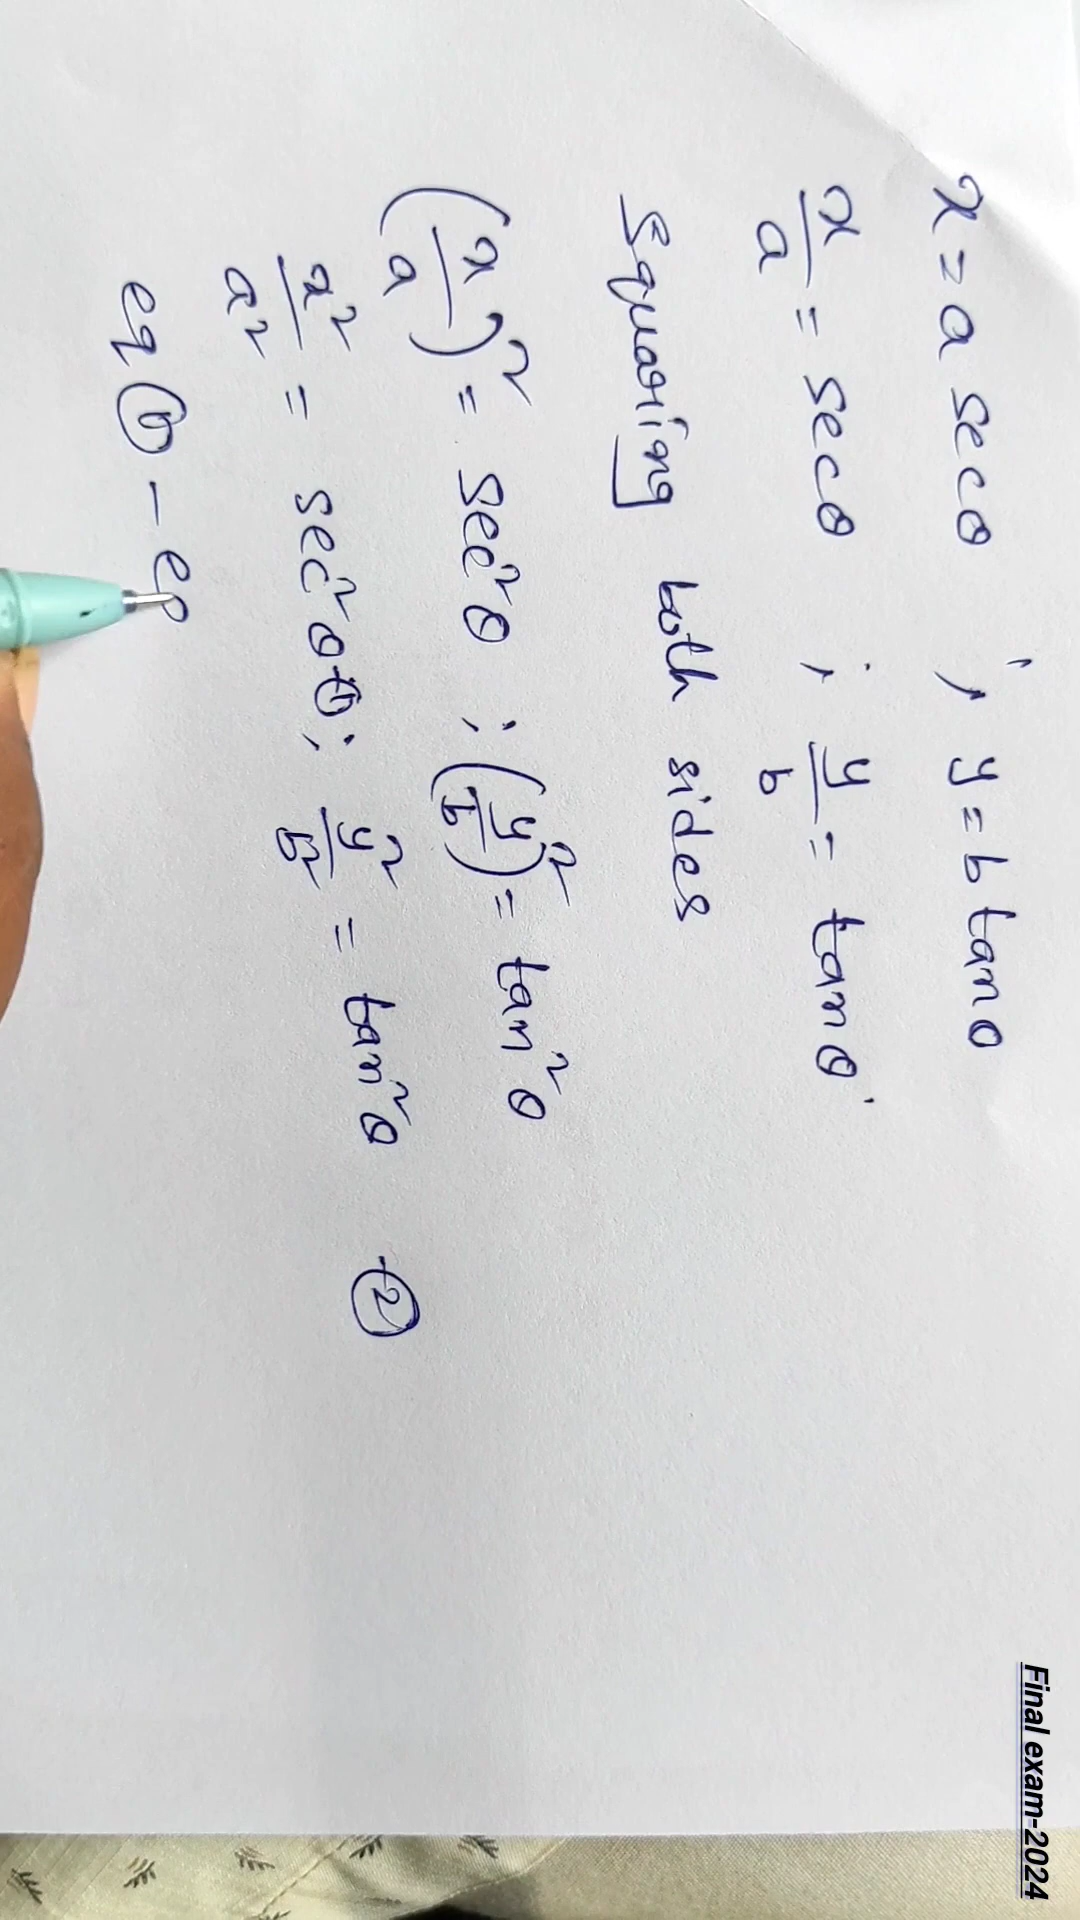 Final exam-2024
x = a secθ ; y = b tanθ
x/a = secθ ; y/b = tanθ
Squaring both sides
(x/a)² = sec²θ ; (y/b)² = tan²θ
x²/a² = sec²θ -①; y²/b² = tan²θ -②
eq ① - eq